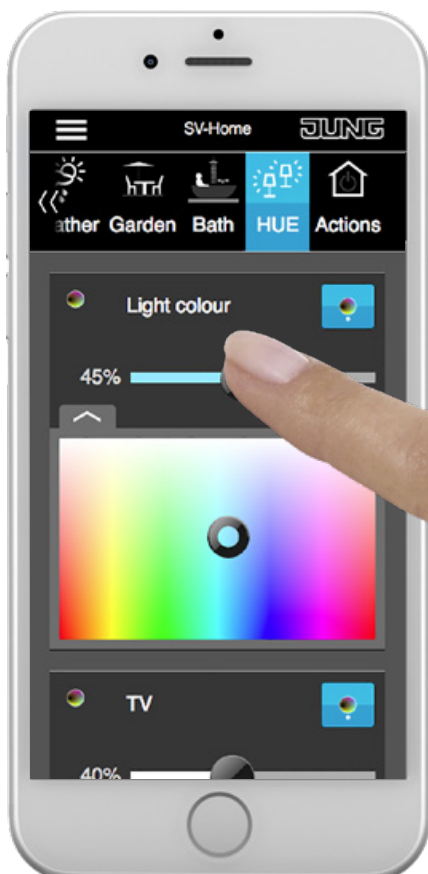 SV-Home JUNG
ather Garden Bath HUE Actions
Light colour
45%
TV
40%